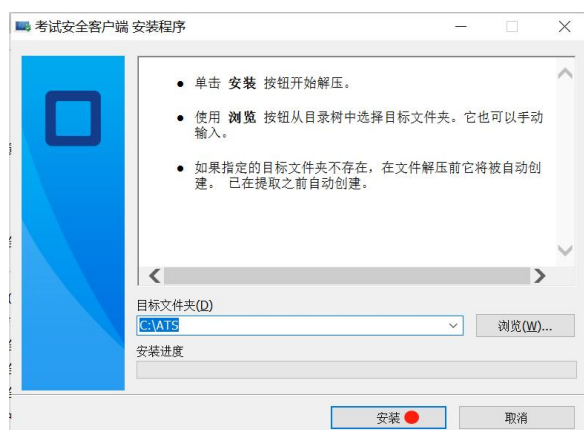 考试安全客户端 安装程序
● 单击 安装 按钮开始解压。
● 使用 浏览 按钮从目录树中选择目标文件夹。它也可以手动
输入。
● 如果指定的目标文件夹不存在，在文件解压前它将被自动创
建。 已在提取之前自动创建。
目标文件夹(D)
C:\ATS
浏览(W)...
安装进度
安装
取消